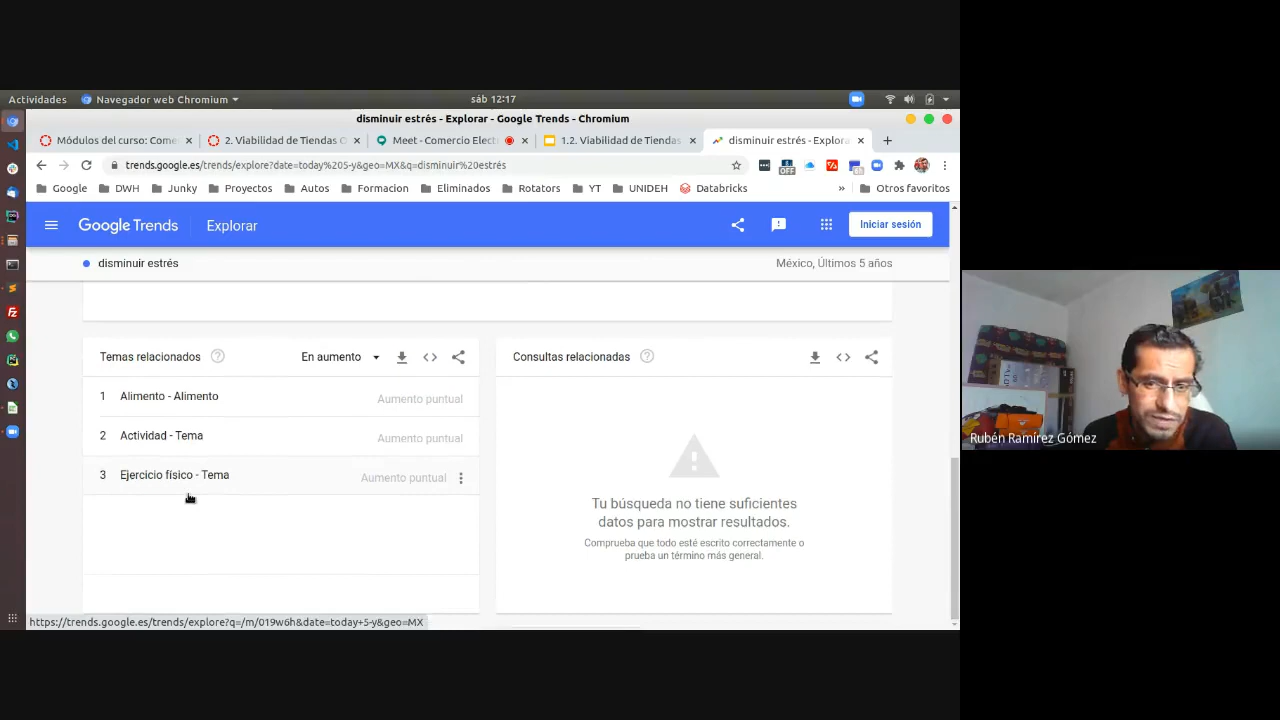 Actividades
Navegador web Chromium
sáb 12:17
disminuir estrés - Explorar - Google Trends - Chromium
Módulos del curso: Come
2. Viabilidad de Tiendas O
Meet - Comercio Elect
1.2. Viabilidad de Tiendas
disminuir estrés - Explora
trends.google.es/trends/explore?date=today%205-y&geo=MX&q=disminuir%20estrés
Google
DWH
Junky
Proyectos
Autos
Formacion
Eliminados
Rotators
YT
UNIDEH
Databricks
»
Otros favoritos
Google Trends
Explorar
Iniciar sesión
disminuir estrés
México, Últimos 5 años
Temas relacionados
En aumento
Consultas relacionadas
1 Alimento - Alimento
Aumento puntual
2 Actividad - Tema
Aumento puntual
3 Ejercicio físico - Tema
Aumento puntual
Tu búsqueda no tiene suficientes
datos para mostrar resultados.
Comprueba que todo esté escrito correctamente o
prueba un término más general.
https://trends.google.es/trends/explore?q=/m/019w6h&date=today+5-y&geo=MX
Rubén Ramírez Gómez